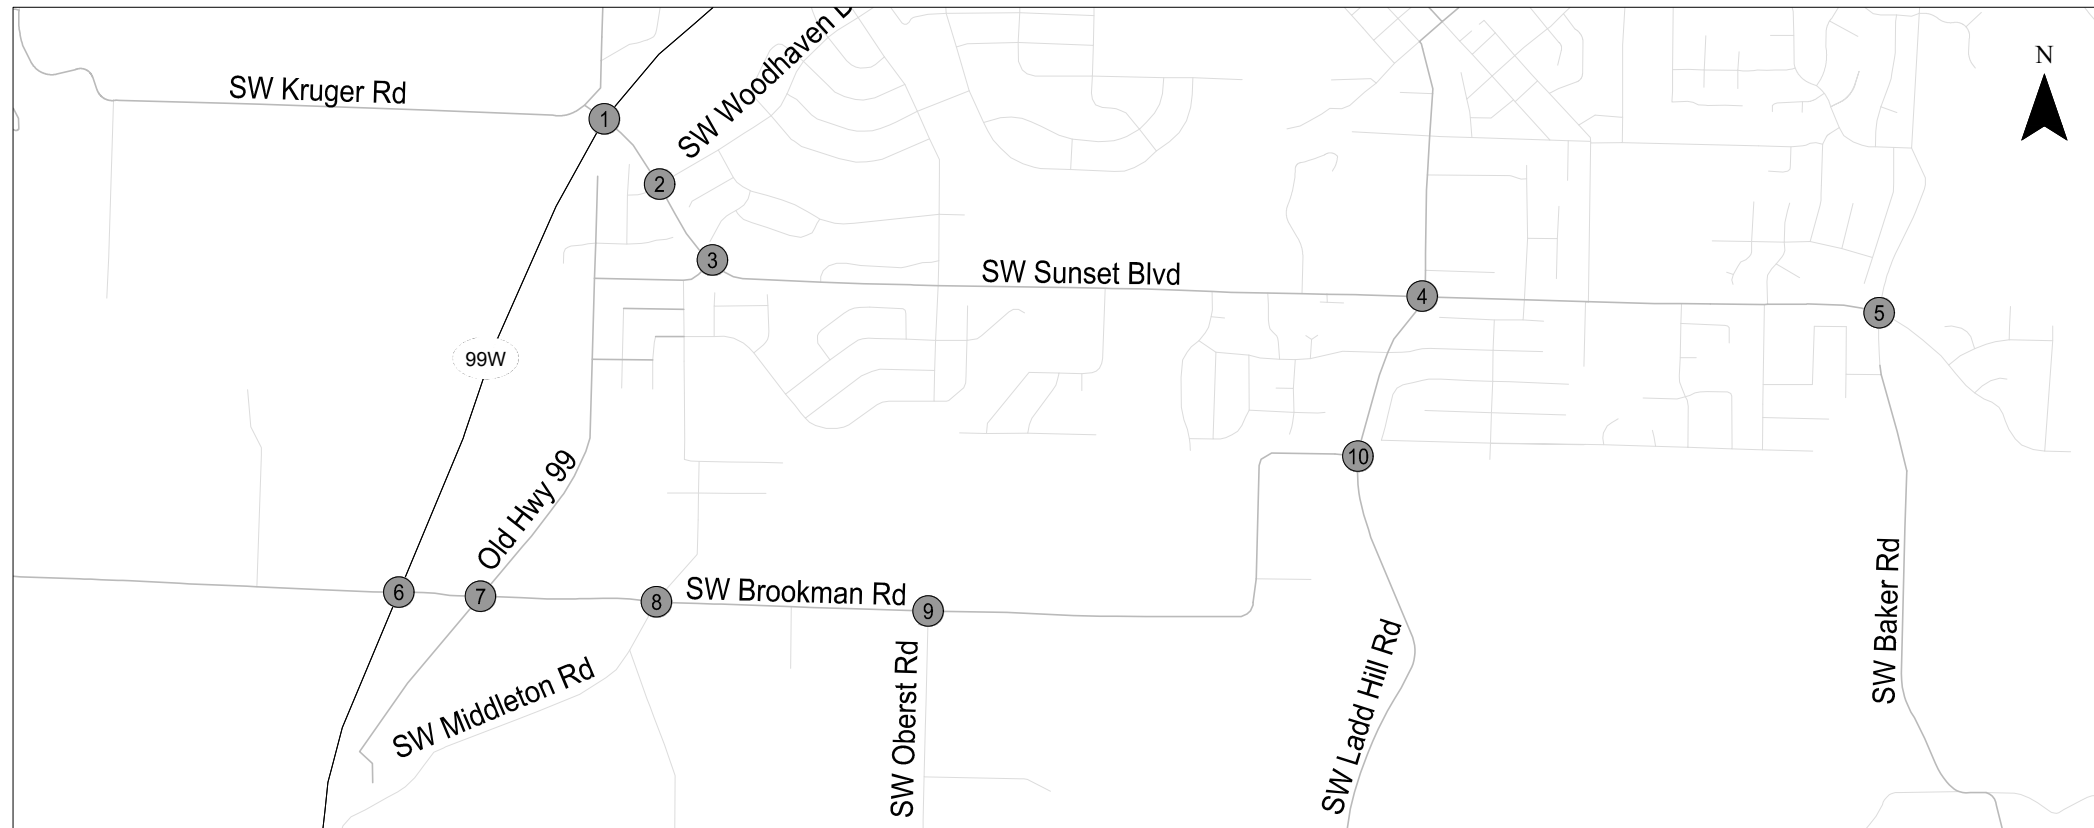 N
SW Kruger Rd
SW Woodhaven
1
2
3
SW Sunset Blvd
4
5
99W
Old Hwy 99
10
6
7
8
SW Brookman Rd
9
SW Middleton Rd
SW Oberst Rd
SW Ladd Hill Rd
SW Baker Rd